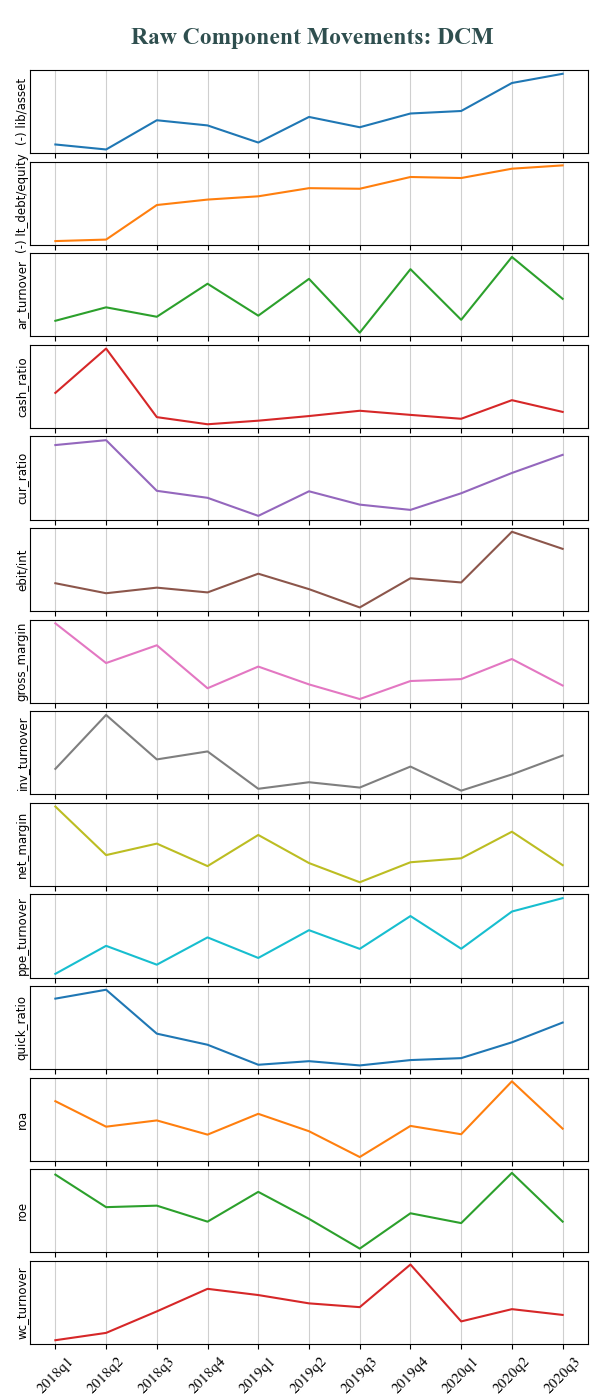 Raw Component Movements: DCM
(-) lib/asset
(-) lt_debt/equity
ar_turnover
cash_ratio
cur_ratio
ebit/int
gross_margin
inv_turnover
net_margin
ppe_turnover
quick_ratio
roa
roe
wc_turnover
2018q1 2018q2 2018q3 2018q4 2019q1 2019q2 2019q3 2019q4 2020q1 2020q2 2020q3